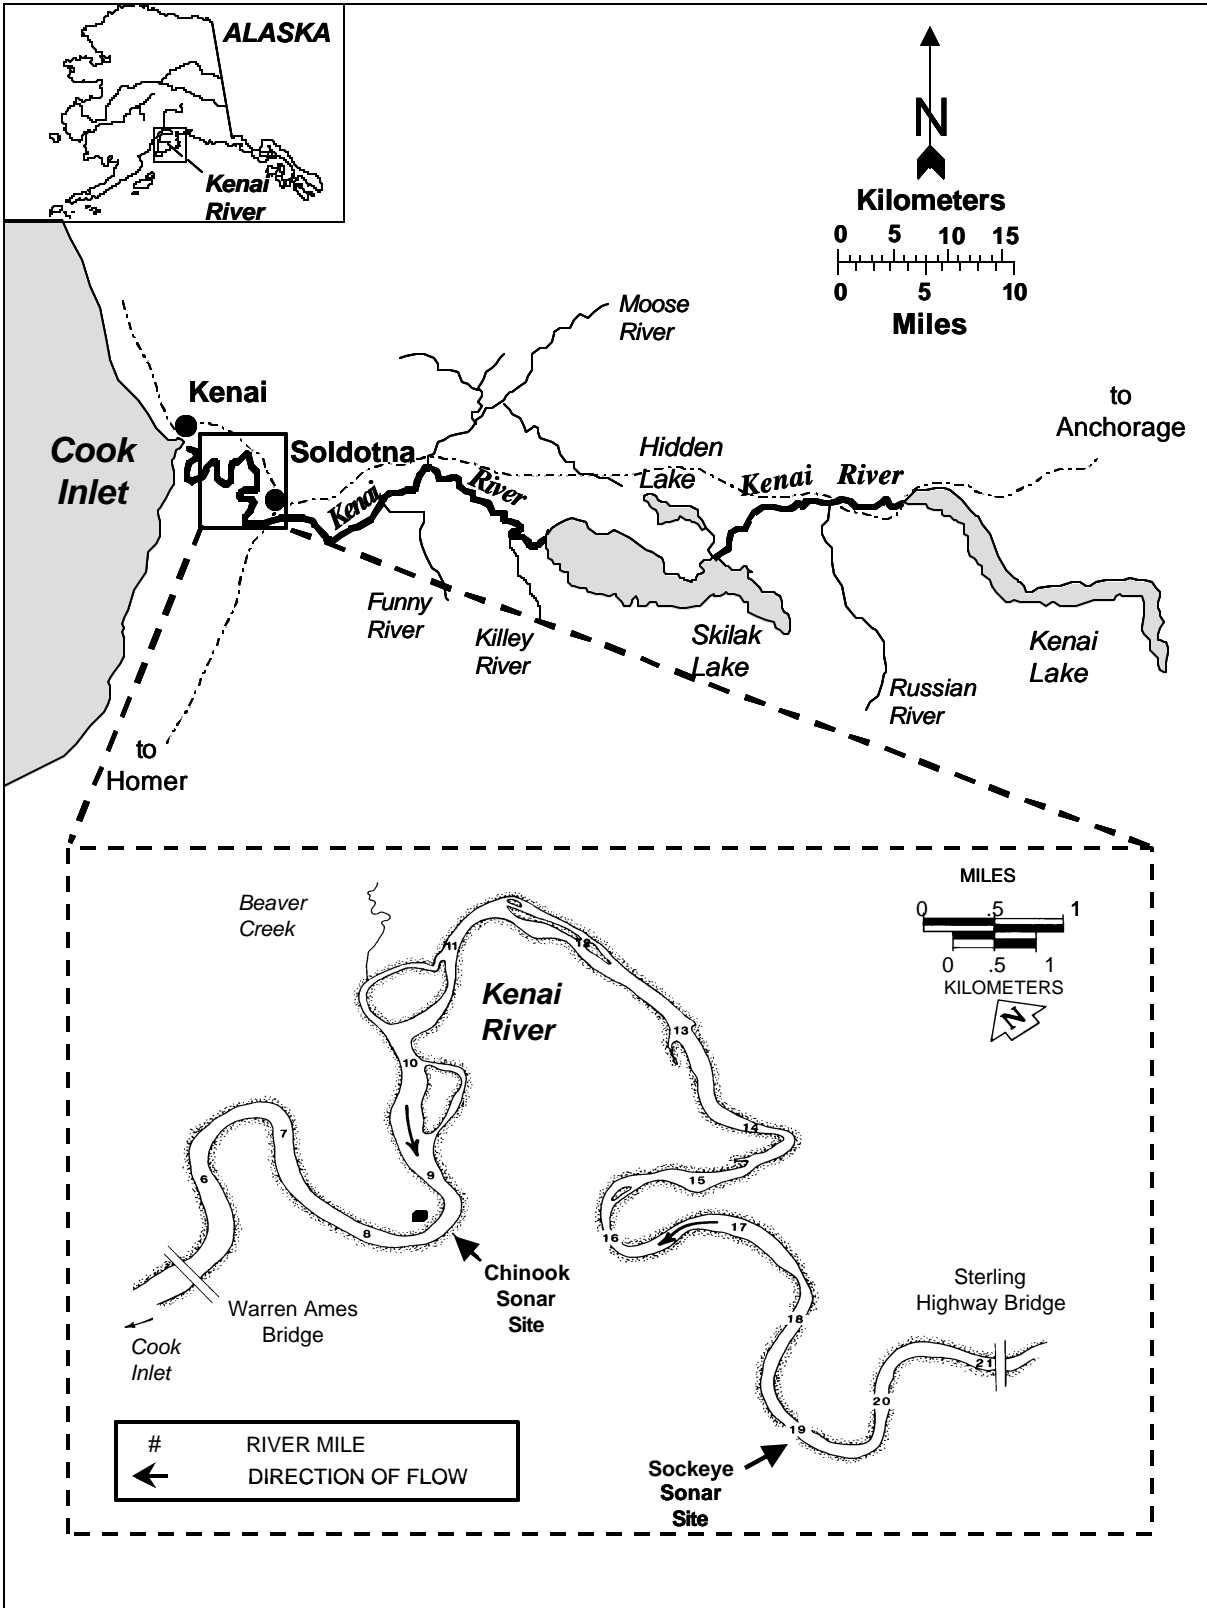 ALASKA
Kenai
River
N
Kilometers
0 5 10 15
0 5 10
Miles
Moose
River
Kenai
Cook
Inlet
Soldotna
Hidden
Lake
to
Anchorage
Kenai River
Kenai River
Funny
River
Killey
River
Skilak
Lake
Russian
River
Kenai
Lake
to
Homer
Beaver
Creek
MILES
0 .5 1
0 .5 1
KILOMETERS
N
Kenai
River
11
12
13
10
14
7
9
15
6
8
16
17
Chinook
Sonar
Site
Warren Ames
Bridge
Sterling
Highway Bridge
18
Cook
Inlet
21
20
19
# RIVER MILE
DIRECTION OF FLOW
Sockeye
Sonar
Site